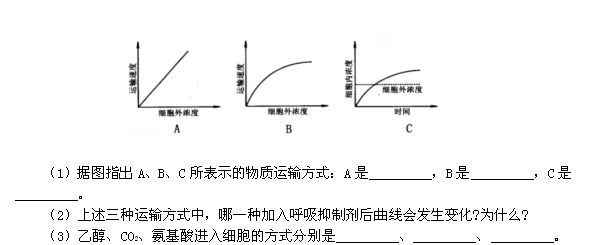 运输速度
细胞外浓度
A
运输速度
细胞外浓度
B
细胞内浓度
细胞外浓度
时间
C
(1) 据图指出 A、B、C 所表示的物质运输方式：A 是________，B 是________，C 是
__________。
(2) 上述三种运输方式中，哪一种加入呼吸抑制剂后曲线会发生变化?为什么?
(3) 乙醇、CO₂、氨基酸进入细胞的方式分别是________、________、________。